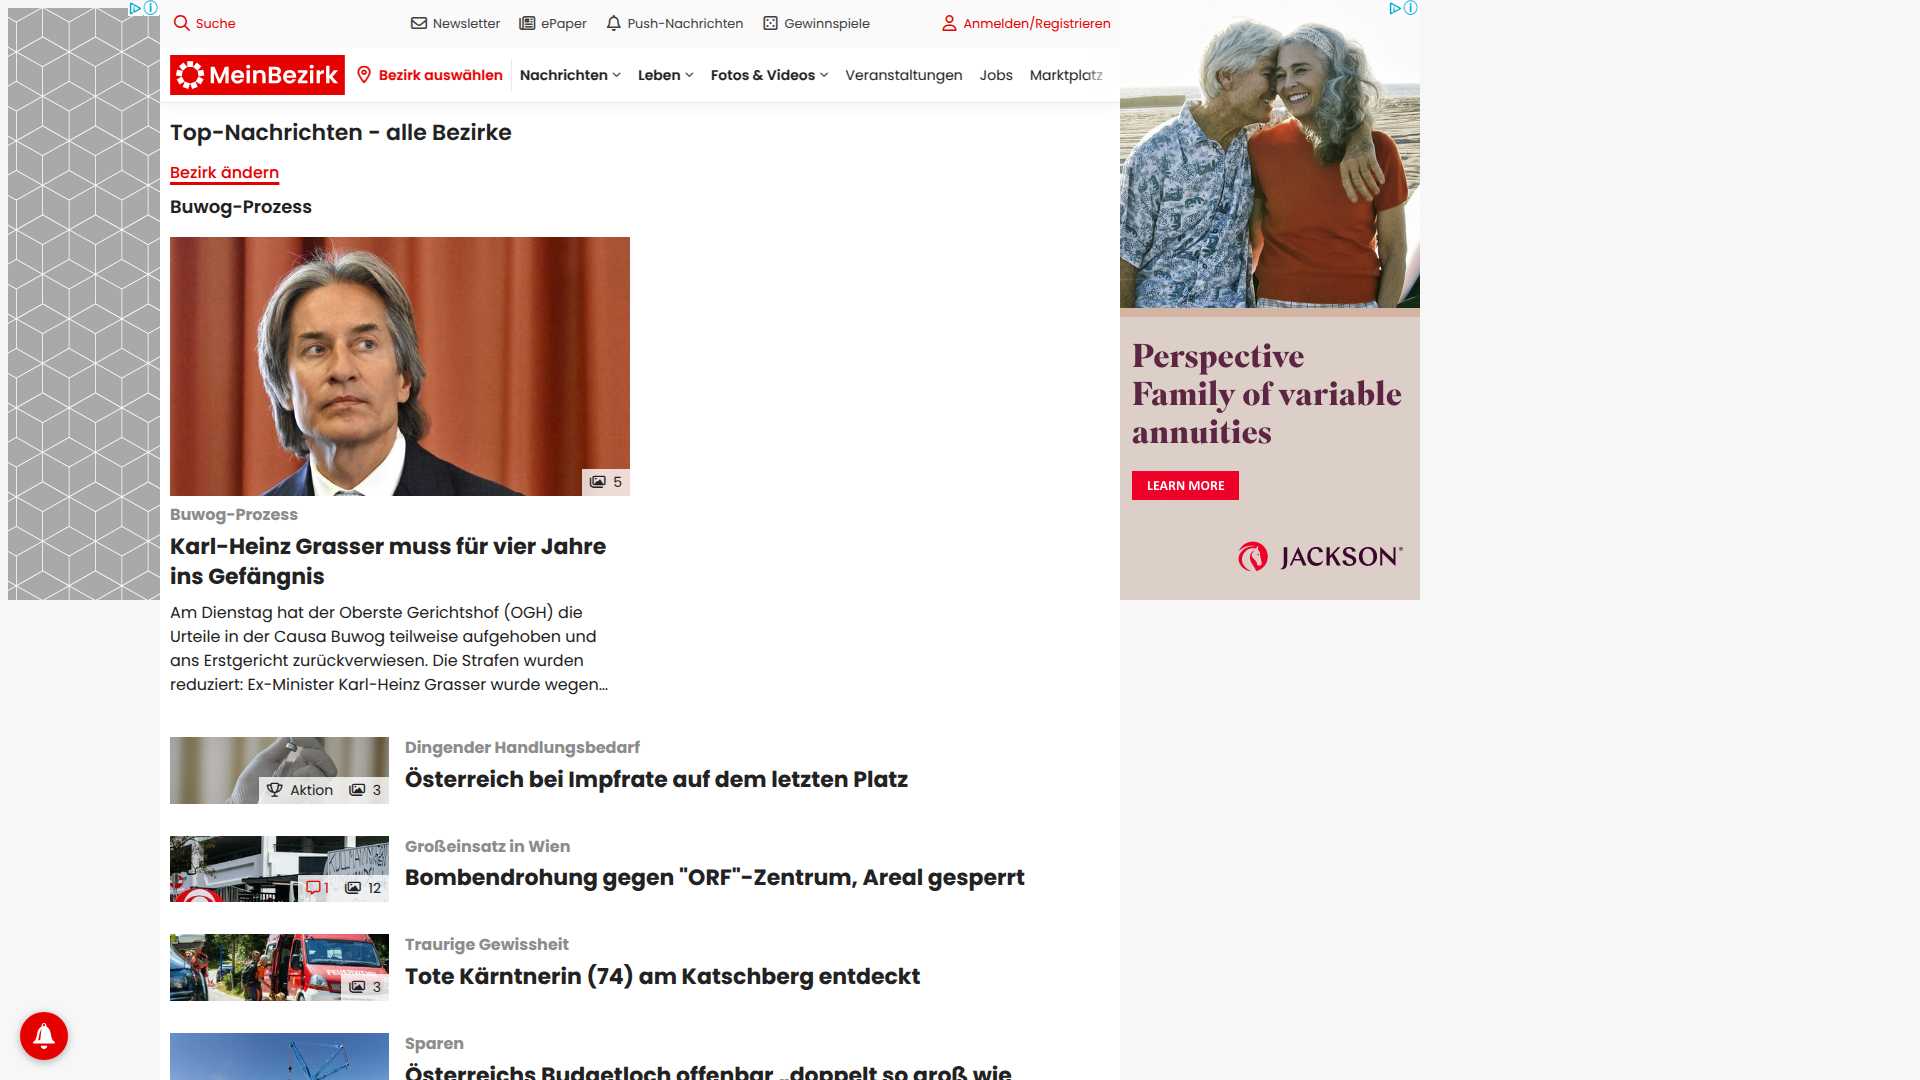 Suche
Newsletter
ePaper
Push-Nachrichten
Gewinnspiele
Anmelden/Registrieren
MeinBezirk
Bezirk auswählen
Nachrichten
Leben
Fotos & Videos
Veranstaltungen
Jobs
Marktplatz
Top-Nachrichten - alle Bezirke
Bezirk ändern
Buwog-Prozess
5
Buwog-Prozess
Karl-Heinz Grasser muss für vier Jahre
ins Gefängnis
Am Dienstag hat der Oberste Gerichtshof (OGH) die
Urteile in der Causa Buwog teilweise aufgehoben und
ans Erstgericht zurückverwiesen. Die Strafen wurden
reduziert: Ex-Minister Karl-Heinz Grasser wurde wegen...
Aktion 3
Dingender Handlungsbedarf
Österreich bei Impfrate auf dem letzten Platz
1 12
Großeinsatz in Wien
Bombendrohung gegen "ORF"-Zentrum, Areal gesperrt
3
Traurige Gewissheit
Tote Kärntnerin (74) am Katschberg entdeckt
Sparen
Österreichs Budgetloch offenbar „doppelt so groß wie
Perspective
Family of variable
annuities
LEARN MORE
JACKSON®